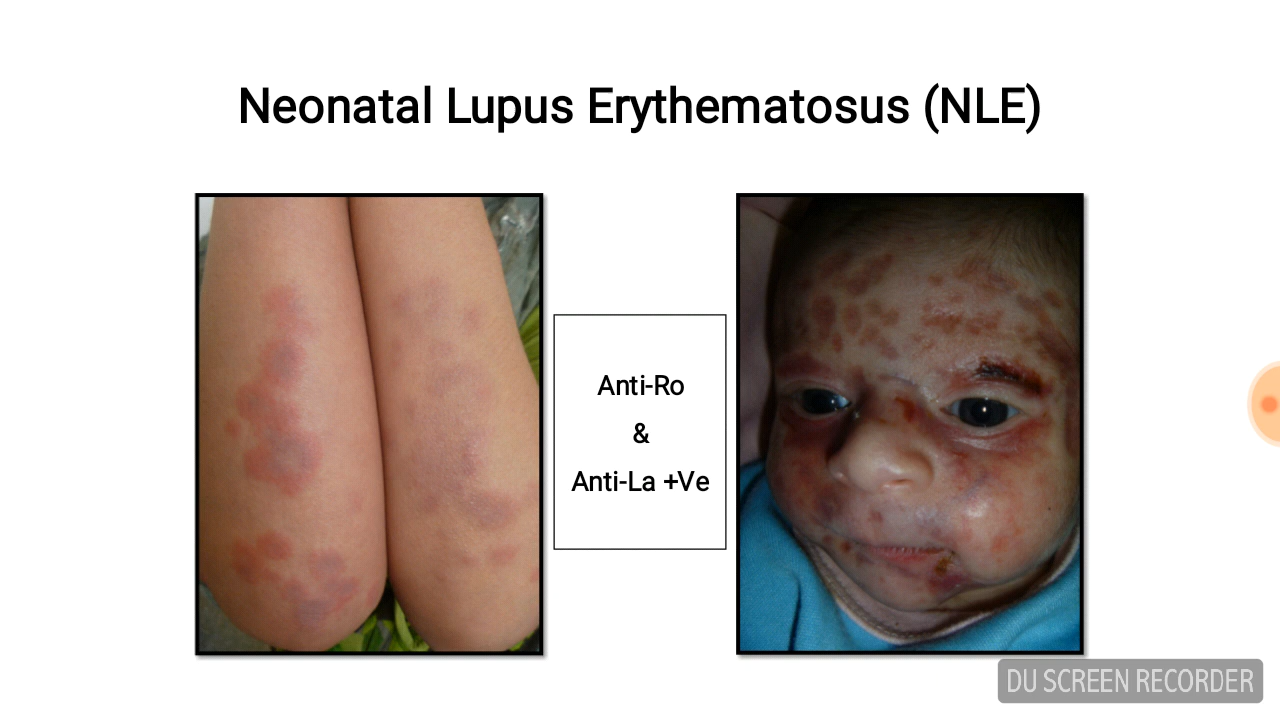 Neonatal Lupus Erythematosus (NLE)
Anti-Ro
&
Anti-La +Ve
DU SCREEN RECORDER